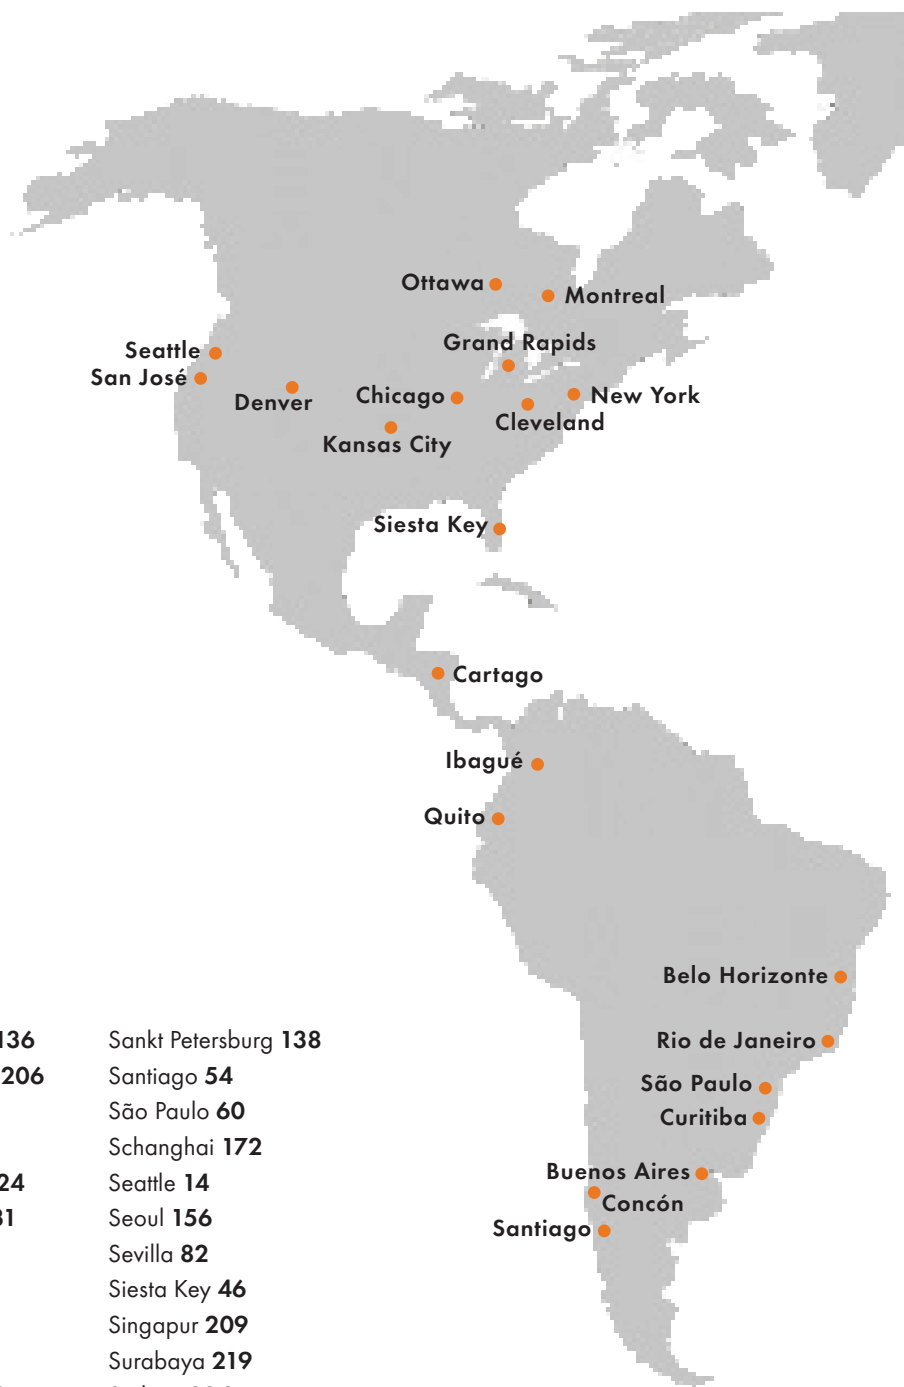 Ottawa
Montreal
Grand Rapids
Seattle
San José
Denver
Chicago
New York
Cleveland
Kansas City
Siesta Key
Cartago
Ibagué
Quito
Belo Horizonte
Rio de Janeiro
São Paulo
Curitiba
Buenos Aires
Concón
Santiago
136
206
24
31
Sankt Petersburg 138
Santiago 54
São Paulo 60
Schanghai 172
Seattle 14
Seoul 156
Sevilla 82
Siesta Key 46
Singapur 209
Surabaya 219